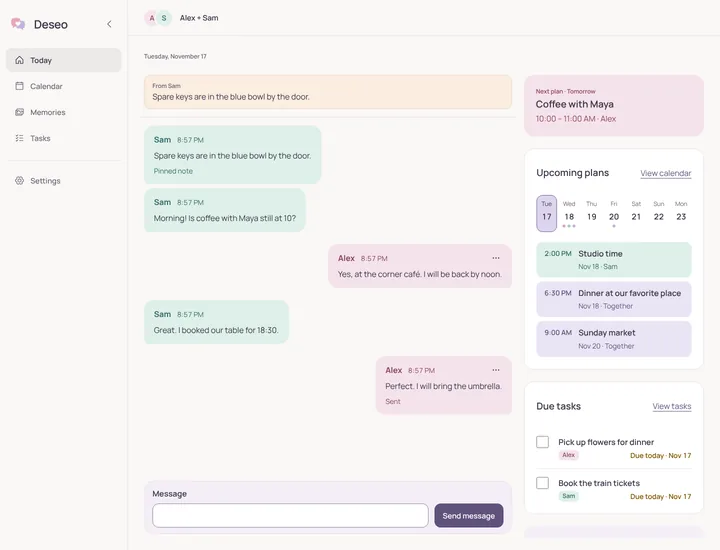 Deseo
Today
Calendar
Memories
Tasks
Settings
A S Alex + Sam
Tuesday, November 17
From Sam
Spare keys are in the blue bowl by the door.
Sam 8:57 PM
Spare keys are in the blue bowl by the door.
Pinned note
Sam 8:57 PM
Morning! Is coffee with Maya still at 10?
Alex 8:57 PM ...
Yes, at the corner café. I will be back by noon.
Sam 8:57 PM
Great. I booked our table for 18:30.
Alex 8:57 PM ...
Perfect. I will bring the umbrella.
Sent
Message
Send message
Next plan · Tomorrow
Coffee with Maya
10:00 – 11:00 AM · Alex
Upcoming plans View calendar
Tue Wed Thu Fri Sat Sun Mon
17 18 19 20 21 22 23
2:00 PM Studio time
Nov 18 · Sam
6:30 PM Dinner at our favorite place
Nov 18 · Together
9:00 AM Sunday market
Nov 20 · Together
Due tasks View tasks
Pick up flowers for dinner
Alex Due today · Nov 17
Book the train tickets
Sam Due today · Nov 17